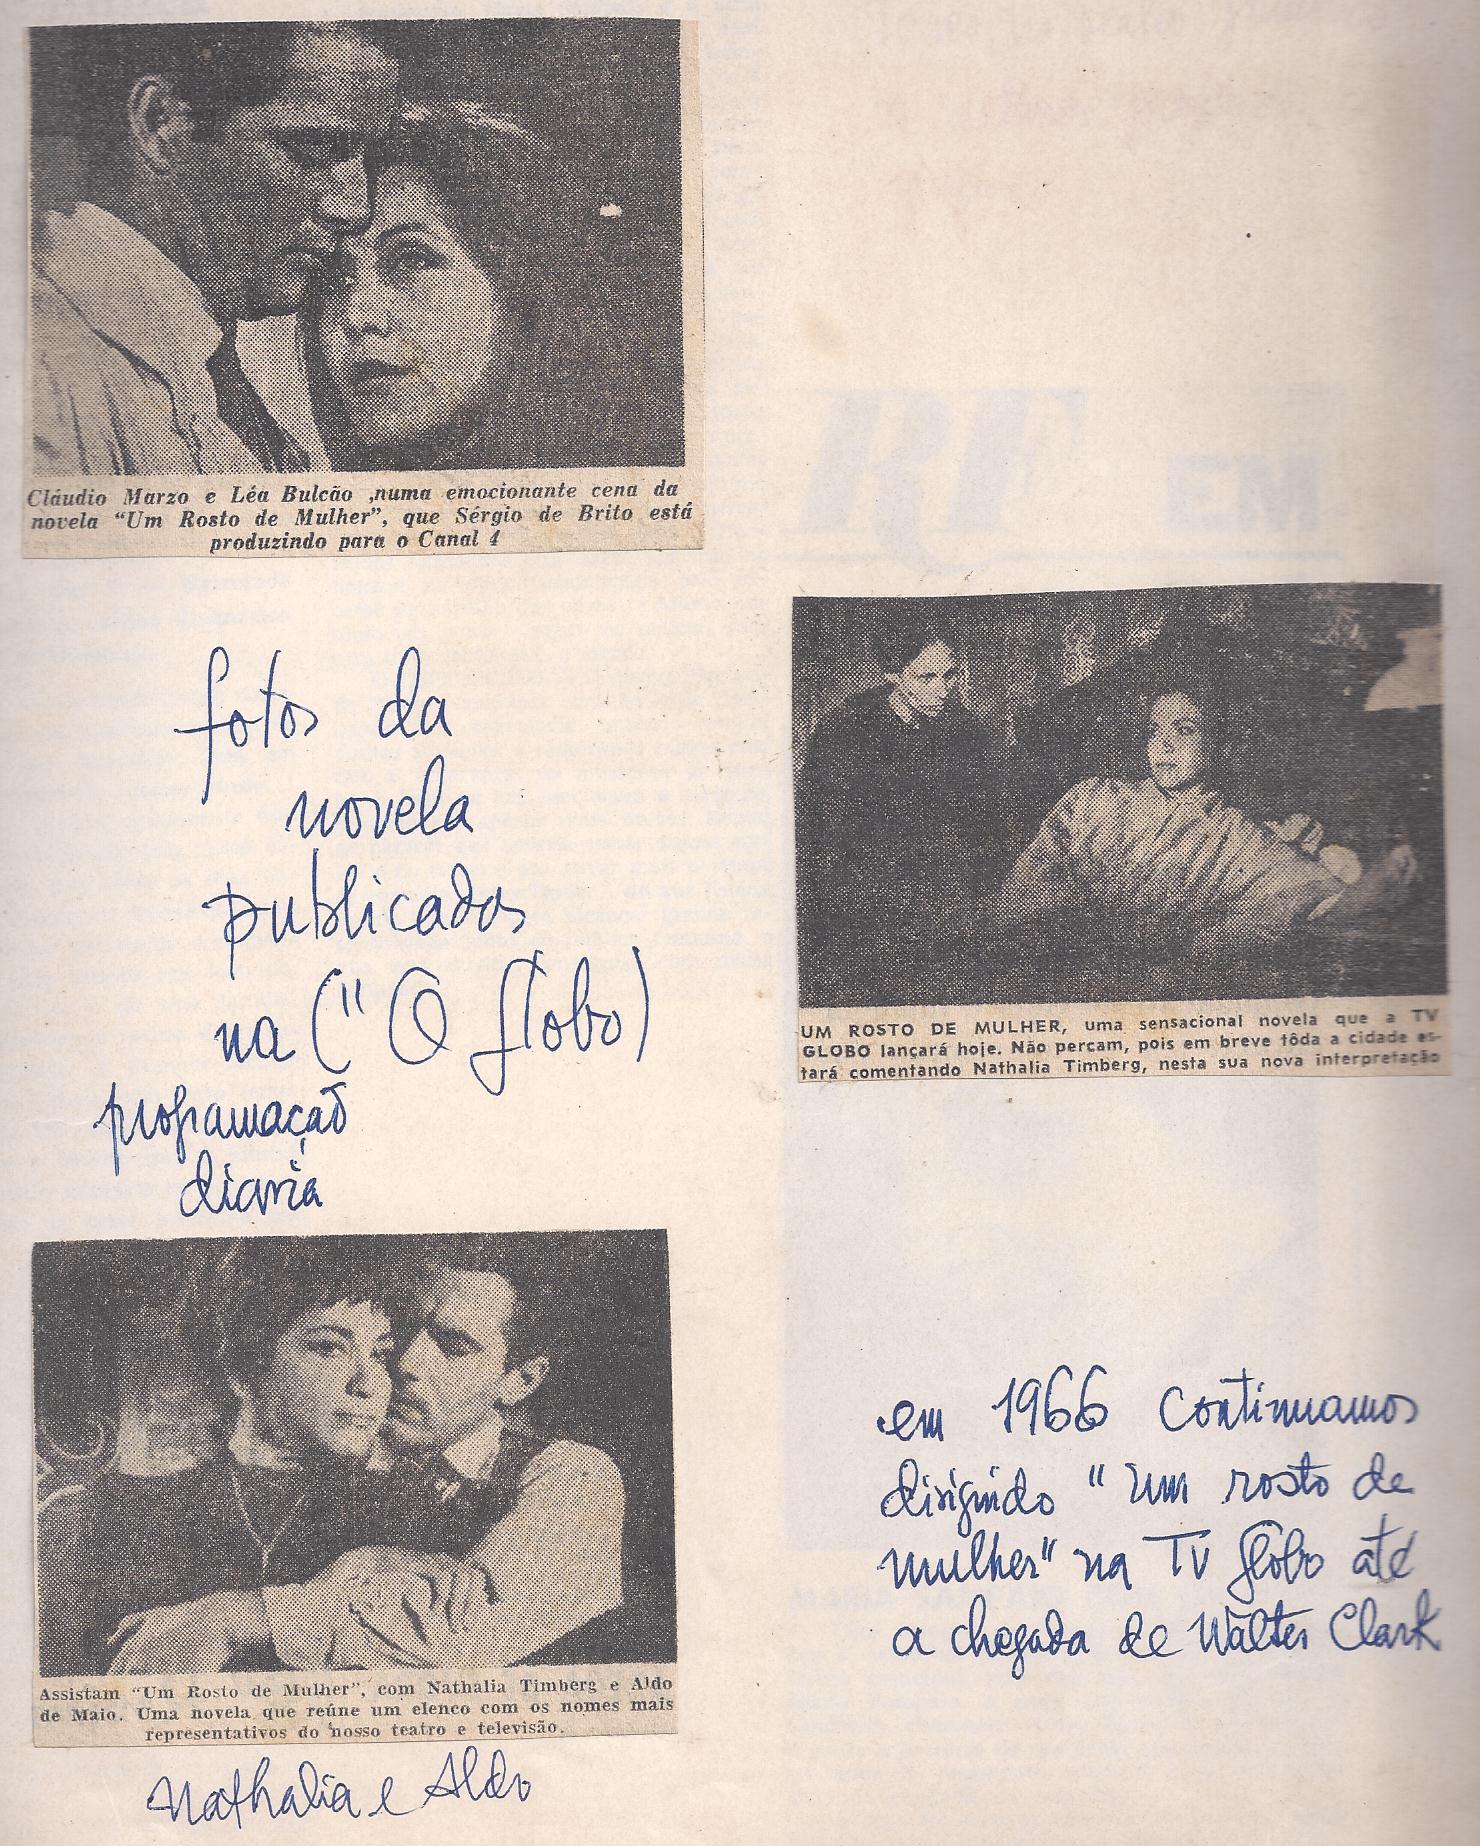 Cláudio Marzo e Léa Bulcão ,numa emocionante cena da
novela "Um Rosto de Mulher", que Sérgio de Brito está
produzindo para o Canal 4
fotos da
novela
publicados
na ("O Globo)
programação
diaria
UM ROSTO DE MULHER, uma sensacional novela que a TV
GLOBO lançará hoje. Não percam, pois em breve tôda a cidade es-
tará comentando Nathalia Timberg, nesta sua nova interpretação
Assistam "Um Rosto de Mulher", com Nathalia Timberg e Aldo
de Maio. Uma novela que reúne um elenco com os nomes mais
representativos do nosso teatro e televisão.
Nathalia e Aldo
em 1966 continuamos
dirigindo "um rosto de
mulher" na TV Globo até
a chegada de Walter Clark